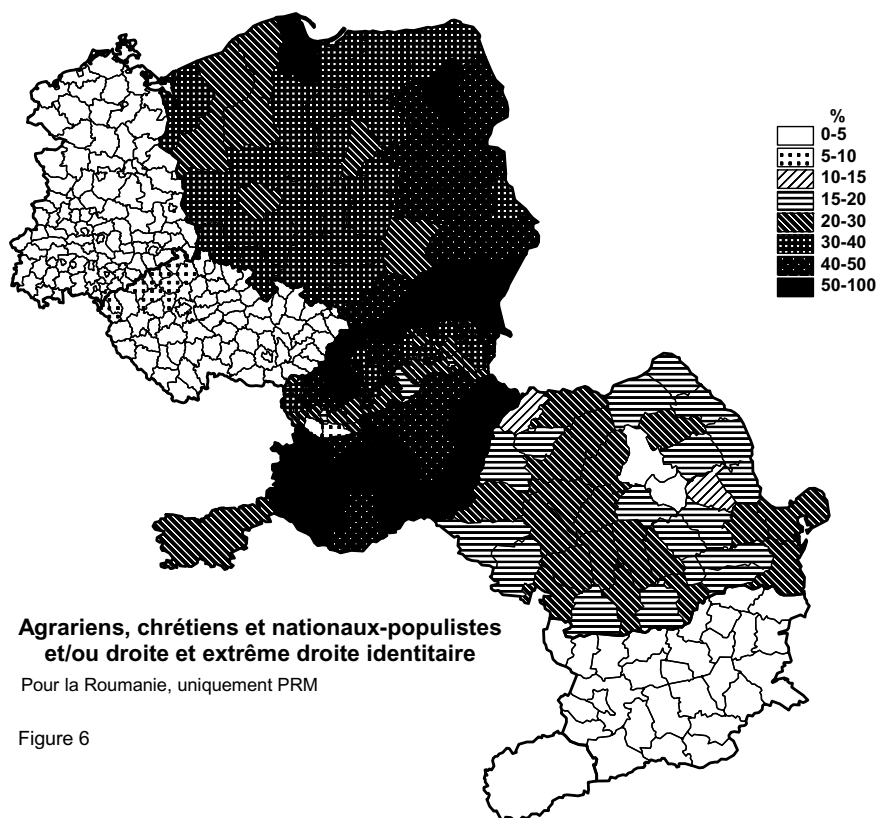 %
0-5
5-10
10-15
15-20
20-30
30-40
40-50
50-100
Agrariens, chrétiens et nationaux-populistes
et/ou droite et extrême droite identitaire
Pour la Roumanie, uniquement PRM
Figure 6